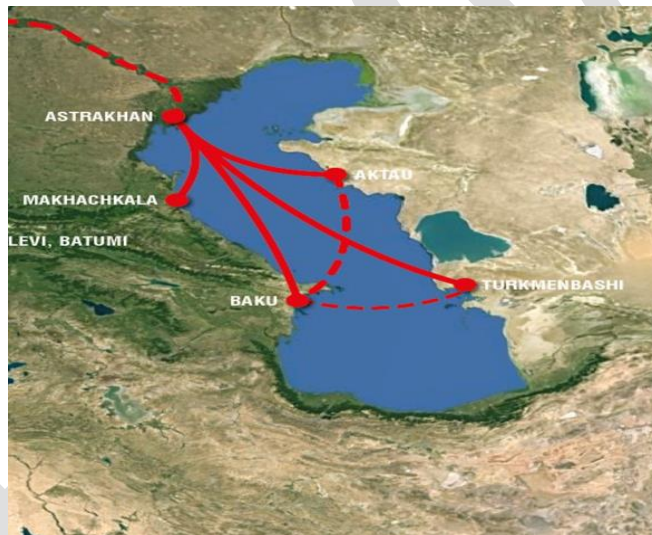 ASTRAKHAN
AKTAU
MAKHACHKALA
LEVI, BATUMI
TURKMENBASHI
BAKU